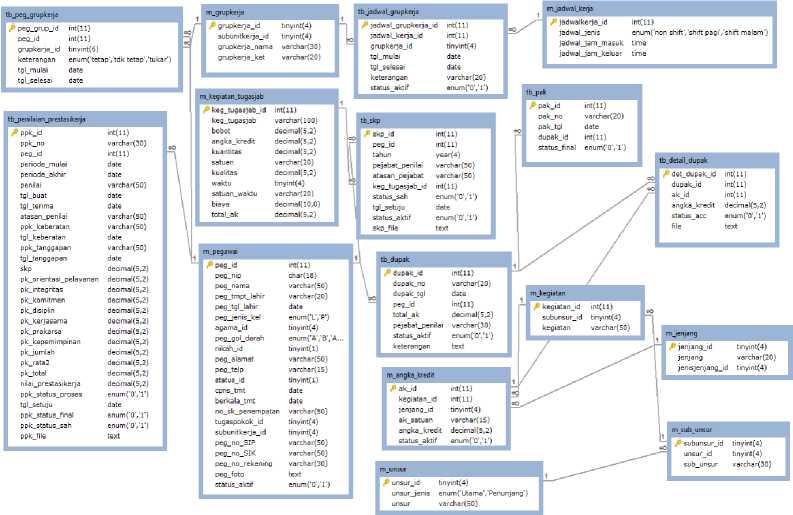 tb_peg_grupkerja
peg_grup_id int(11)
peg_id int(11)
grupkerja_id tinyint(6)
keterangan enum('tetap','tdk tetap','tukar')
tgl_mulai date
tgl_selesai date
m_grupkerja
grupkerja_id tinyint(4)
subunitkerja_id tinyint(4)
grupkerja_nama varchar(30)
grupkerja_ket varchar(20)
tb_jadwal_grupkerja
jadwal_grupkerja_id int(11)
jadwal_kerja_id int(11)
grupkerja_id tinyint(4)
tgl_mulai date
tgl_selesai date
keterangan varchar(20)
status_aktif enum('0','1')
m_jadwal_kerja
jadwalkerja_id int(11)
jadwal_jenis enum('non shift','shift pagi','shift malam')
jadwal_jam_masuk time
jadwal_jam_keluar time
tb_penilaian_prestasikerja
ppk_id int(11)
ppk_no varchar(30)
peg_id int(11)
periode_mulai date
periode_akhir date
penilai varchar(50)
tgl_buat date
tgl_terima date
atasan_penilai varchar(50)
ppk_keberatan varchar(50)
tgl_keberatan date
ppk_tanggapan varchar(50)
tgl_tanggapan date
skp decimal(5,2)
pk_orientasi_pelayanan decimal(5,2)
pk_integritas decimal(5,2)
pk_komitmen decimal(5,2)
pk_disiplin decimal(5,2)
pk_kerjasama decimal(5,2)
pk_prakarsa decimal(5,2)
pk_kepemimpinan decimal(5,2)
pk_jumlah decimal(5,2)
pk_rata2 decimal(5,2)
pk_total decimal(5,2)
nilai_prestasikerja decimal(5,2)
ppk_status_proses enum('0','1')
tgl_setuju date
ppk_status_final enum('0','1')
ppk_status_sah enum('0','1')
ppk_file text
m_kegiatan_tugasjab
keg_tugasjab_id int(11)
keg_tugasjab varchar(100)
bobot decimal(5,2)
angka_kredit decimal(5,2)
kuantitas decimal(5,2)
satuan varchar(20)
kualitas decimal(5,2)
waktu tinyint(4)
satuan_waktu varchar(20)
biaya decimal(10,0)
total_ak decimal(5,2)
tb_skp
skp_id int(11)
peg_id int(11)
tahun year(4)
pejabat_penilai varchar(50)
atasan_pejabat varchar(50)
keg_tugasjab_id int(11)
status_sah enum('0','1')
tgl_setuju date
status_aktif enum('0','1')
skp_file text
tb_pak
pak_id int(11)
pak_no varchar(20)
pak_tgl date
dupak_id int(11)
status_final enum('0','1')
tb_detail_dupak
det_dupak_id int(11)
dupak_id int(11)
ak_id int(11)
angka_kredit decimal(5,2)
status_acc enum('0','1')
file text
m_pegawai
peg_id int(11)
peg_nip char(18)
peg_nama varchar(50)
peg_tmpt_lahir varchar(20)
peg_tgl_lahir date
peg_jenis_kel enum('L','P')
agama_id tinyint(4)
peg_gol_darah enum('A','B','A...
nikah_id tinyint(1)
peg_alamat varchar(50)
peg_telp varchar(15)
status_id tinyint(1)
cpns_tmt date
berkala_tmt date
no_sk_penempatan varchar(50)
tugaspokok_id tinyint(4)
subunitkerja_id tinyint(4)
peg_no_SIP varchar(50)
peg_no_SIK varchar(50)
peg_no_rekening varchar(30)
peg_foto text
status_aktif enum('0','1')
tb_dupak
dupak_id int(11)
dupak_no varchar(20)
dupak_tgl date
peg_id int(11)
total_ak decimal(5,2)
pejabat_penilai varchar(30)
status_aktif enum('0','1')
keterangan text
m_kegiatan
kegiatan_id int(11)
subunsur_id tinyint(4)
kegiatan varchar(50)
m_jenjang
jenjang_id tinyint(4)
jenjang varchar(20)
jenisjenjang_id tinyint(4)
m_angka_kredit
ak_id int(11)
kegiatan_id int(11)
jenjang_id tinyint(4)
ak_satuan varchar(15)
angka_kredit decimal(5,2)
status_aktif enum('0','1')
m_sub_unsur
subunsur_id tinyint(4)
unsur_id tinyint(4)
sub_unsur varchar(30)
m_unsur
unsur_id tinyint(4)
unsur_jenis enum('Utama','Penunjang')
unsur varchar(50)